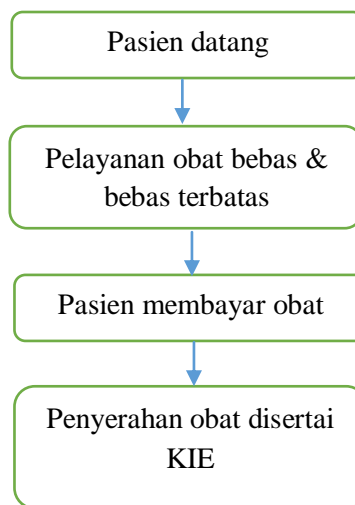 Pasien datang
Pelayanan obat bebas &
bebas terbatas
Pasien membayar obat
Penyerahan obat disertai
KIE